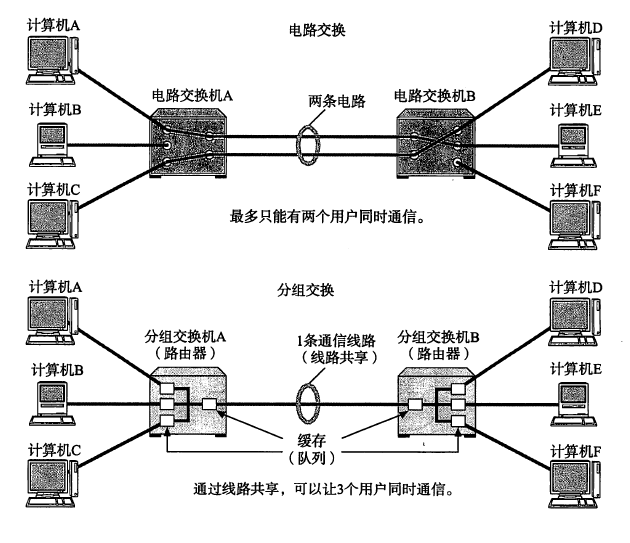 电路交换
计算机A
计算机D
电路交换机A
两条电路
电路交换机B
计算机B
计算机E
计算机C
计算机F
最多只能有两个用户同时通信。
分组交换
计算机A
计算机D
分组交换机A
（路由器）
1条通信线路
（线路共享）
分组交换机B
（路由器）
计算机B
计算机E
缓存
（队列）
计算机C
计算机F
通过线路共享，可以让3个用户同时通信。